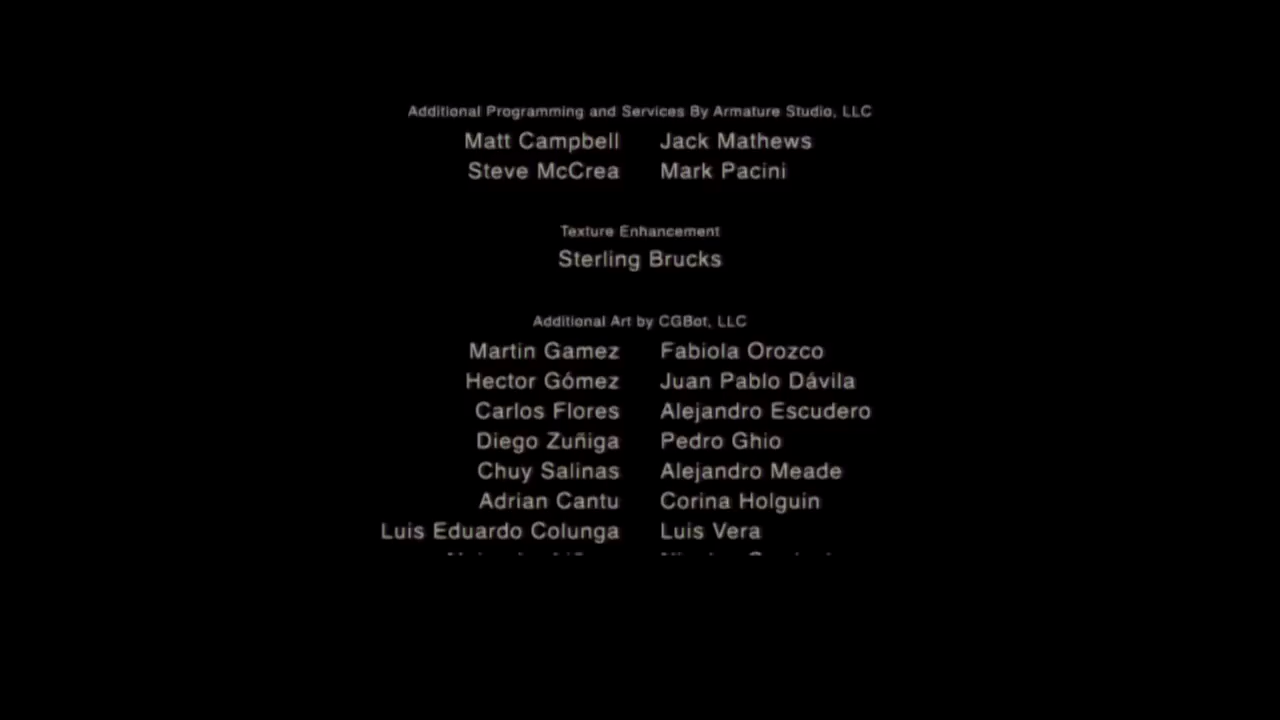 Additional Programming and Services By Armature Studio, LLC
Matt Campbell Jack Mathews
Steve McCrea Mark Pacini
Texture Enhancement
Sterling Brucks
Additional Art by CGBot, LLC
Martin Gamez Fabiola Orozco
Hector Gómez Juan Pablo Dávila
Carlos Flores Alejandro Escudero
Diego Zuñiga Pedro Ghio
Chuy Salinas Alejandro Meade
Adrian Cantu Corina Holguin
Luis Eduardo Colunga Luis Vera